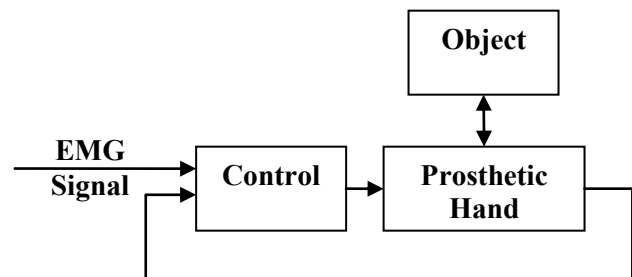 Object
EMG
Signal
Control
Prosthetic
Hand